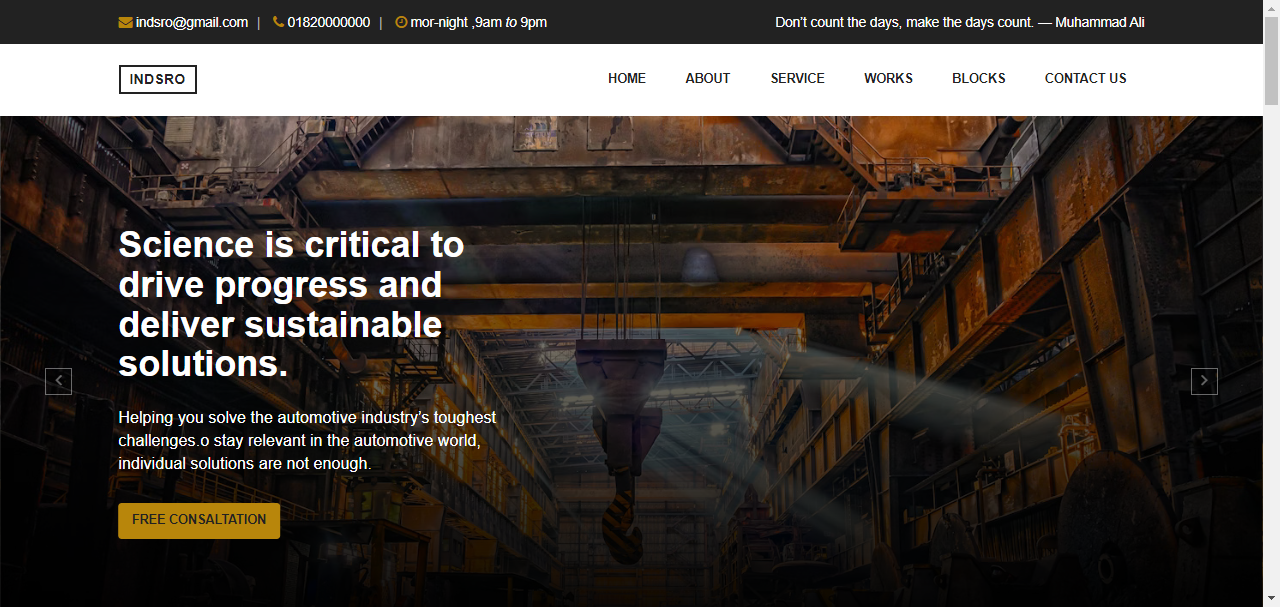 indsro@gmail.com | 01820000000 | mor-night ,9am to 9pm
Don't count the days, make the days count. — Muhammad Ali
INDSRO
HOME ABOUT SERVICE WORKS BLOCKS CONTACT US
Science is critical to
drive progress and
deliver sustainable
solutions.
Helping you solve the automotive industry's toughest
challenges.o stay relevant in the automotive world,
individual solutions are not enough.
FREE CONSALTATION